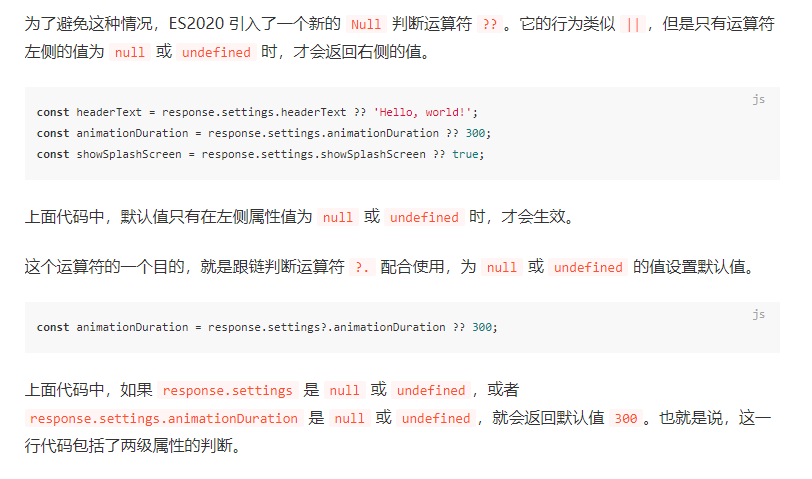 为了避免这种情况，ES2020 引入了一个新的 Null 判断运算符 ??。它的行为类似 ||，但是只有运算符
左侧的值为 null 或 undefined 时，才会返回右侧的值。
js
const headerText = response.settings.headerText ?? 'Hello, world!';
const animationDuration = response.settings.animationDuration ?? 300;
const showSplashScreen = response.settings.showSplashScreen ?? true;
上面代码中，默认值只有在左侧属性值为 null 或 undefined 时，才会生效。
这个运算符的一个目的，就是跟链判断运算符 ?. 配合使用，为 null 或 undefined 的值设置默认值。
js
const animationDuration = response.settings?.animationDuration ?? 300;
上面代码中，如果 response.settings 是 null 或 undefined，或者
response.settings.animationDuration 是 null 或 undefined，就会返回默认值 300。也就是说，这一
行代码包括了两级属性的判断。